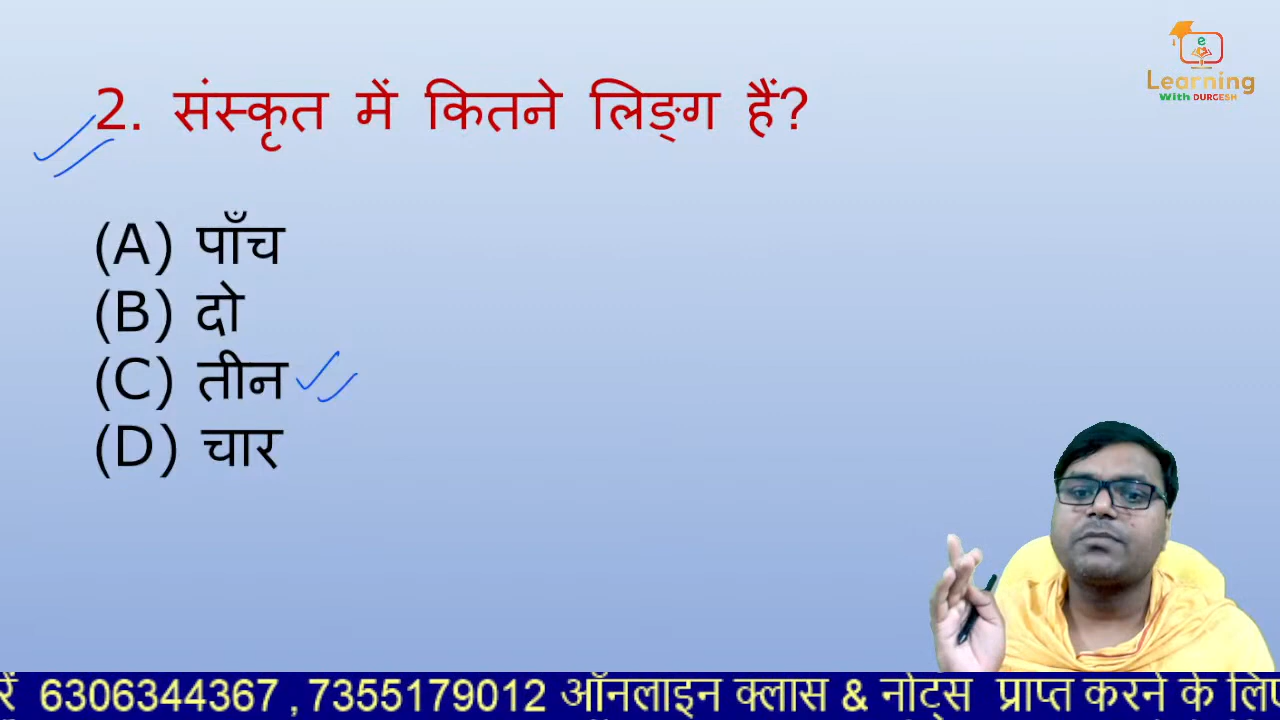 2. संस्कृत में कितने लिङ्ग हैं?
(A) पाँच
(B) दो
(C) तीन
(D) चार
e
Learning
With DURGESH
रें 6306344367 , 7355179012 ऑनलाइन क्लास & नोट्स प्राप्त करने के लिए